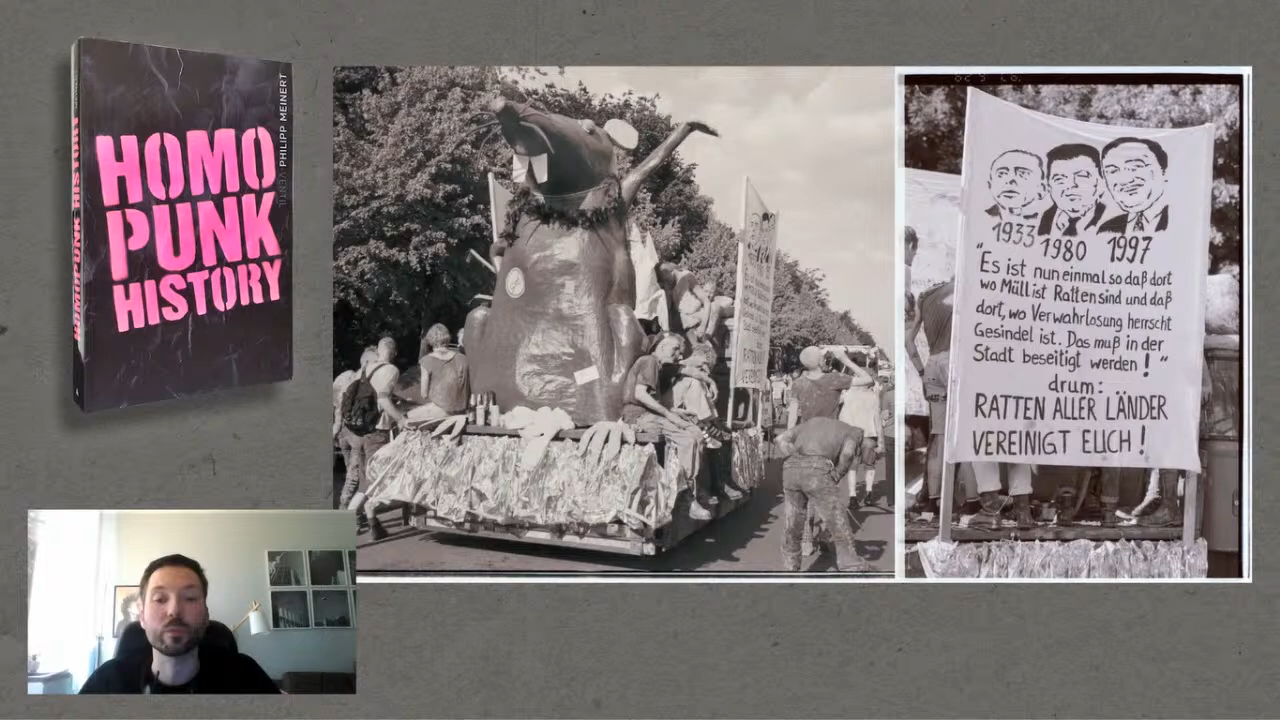 HOMO
PUNK
HISTORY
HOMOPUNK HISTORY
PHILIPP MEINERT
VENTIL
1933 1980 1997
"Es ist nun einmal so daß dort
wo Müll ist Ratten sind und daß
dort, wo Verwahrlosung herrscht
Gesindel ist. Das muß in der
Stadt beseitigt werden!"
drum:
RATTEN ALLER LÄNDER
VEREINIGT EUCH!